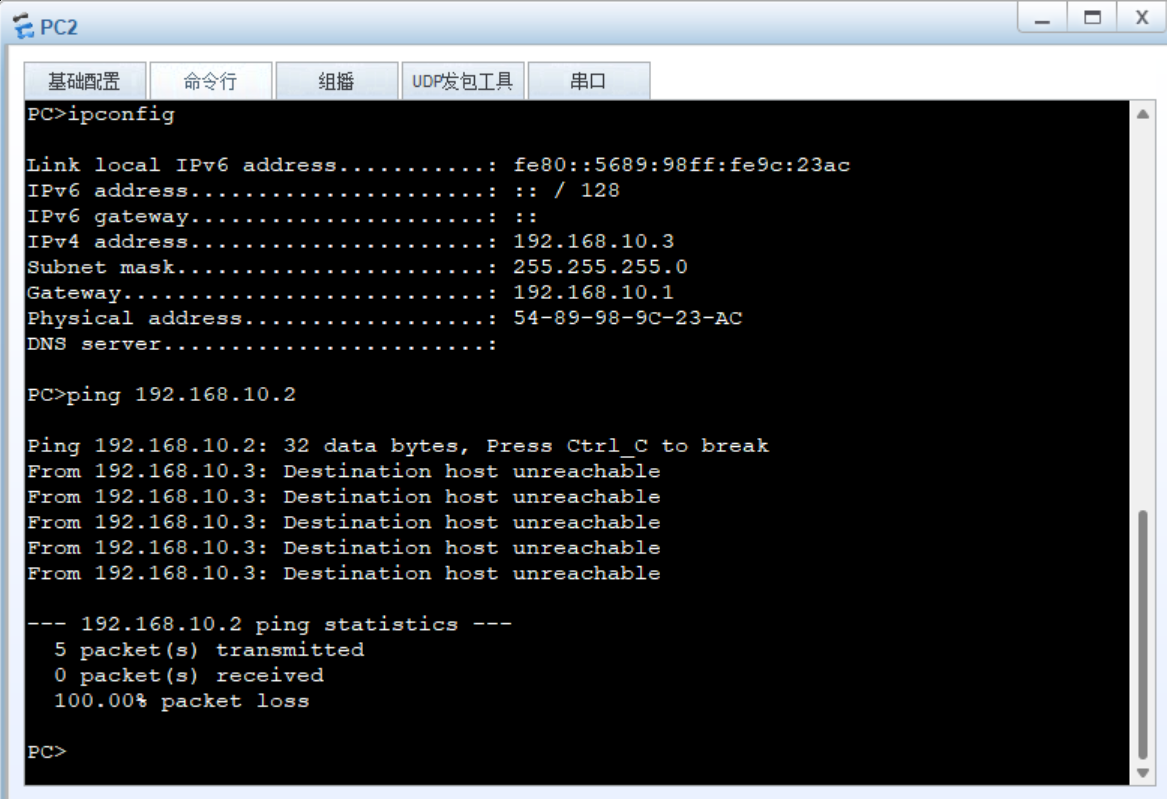 PC2
基础配置 命令行 组播 UDP发包工具 串口
PC>ipconfig
Link local IPv6 address...........: fe80::5689:98ff:fe9c:23ac
IPv6 address......................: :: / 128
IPv6 gateway......................: ::
IPv4 address......................: 192.168.10.3
Subnet mask.......................: 255.255.255.0
Gateway...........................: 192.168.10.1
Physical address..................: 54-89-98-9C-23-AC
DNS server........................:
PC>ping 192.168.10.2
Ping 192.168.10.2: 32 data bytes, Press Ctrl_C to break
From 192.168.10.3: Destination host unreachable
From 192.168.10.3: Destination host unreachable
From 192.168.10.3: Destination host unreachable
From 192.168.10.3: Destination host unreachable
From 192.168.10.3: Destination host unreachable
--- 192.168.10.2 ping statistics ---
5 packet(s) transmitted
0 packet(s) received
100.00% packet loss
PC>